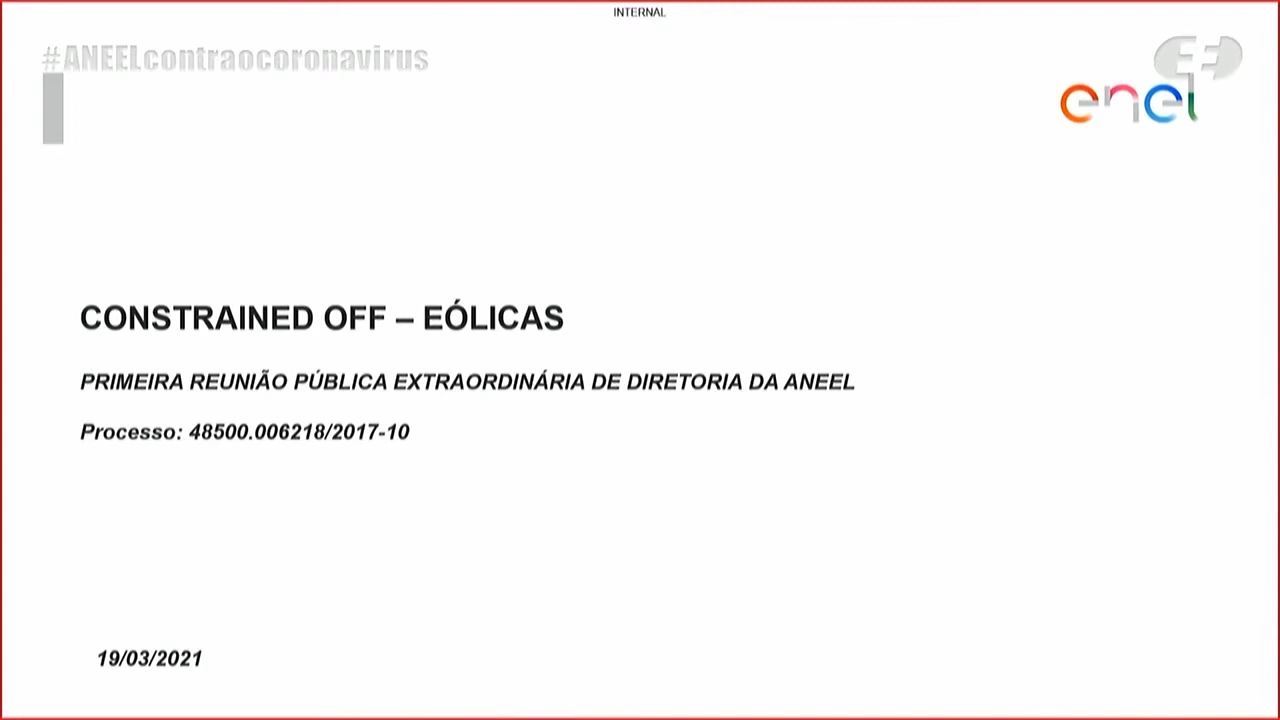 INTERNAL
#ANEELcontraocoronavirus
enel
CONSTRAINED OFF – EÓLICAS
PRIMEIRA REUNIÃO PÚBLICA EXTRAORDINÁRIA DE DIRETORIA DA ANEEL
Processo: 48500.006218/2017-10
19/03/2021